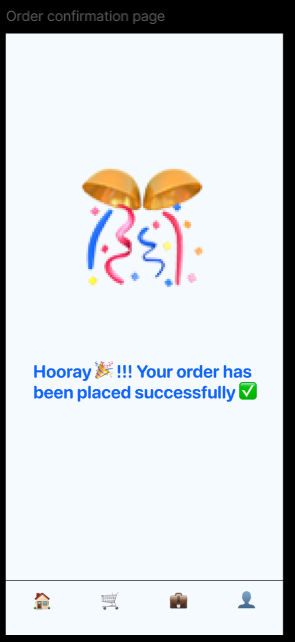 Order confirmation page
Hooray 🎉 !!! Your order has
been placed successfully ✅